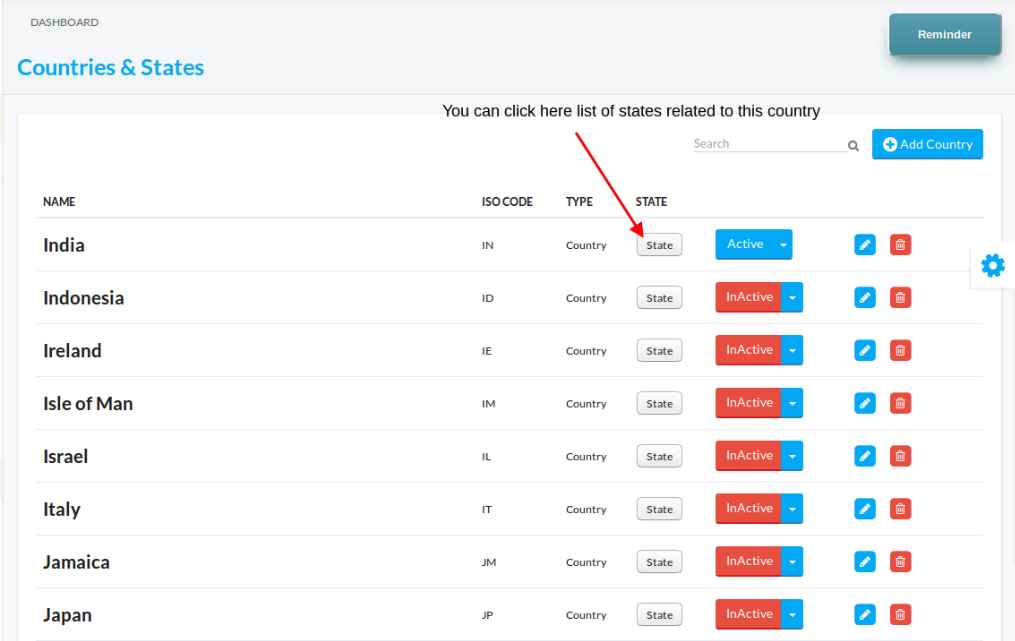 DASHBOARD
Reminder
Countries & States
You can click here list of states related to this country
Search
Add Country
NAME ISO CODE TYPE STATE
India IN Country State Active
Indonesia ID Country State InActive
Ireland IE Country State InActive
Isle of Man IM Country State InActive
Israel IL Country State InActive
Italy IT Country State InActive
Jamaica JM Country State InActive
Japan JP Country State InActive